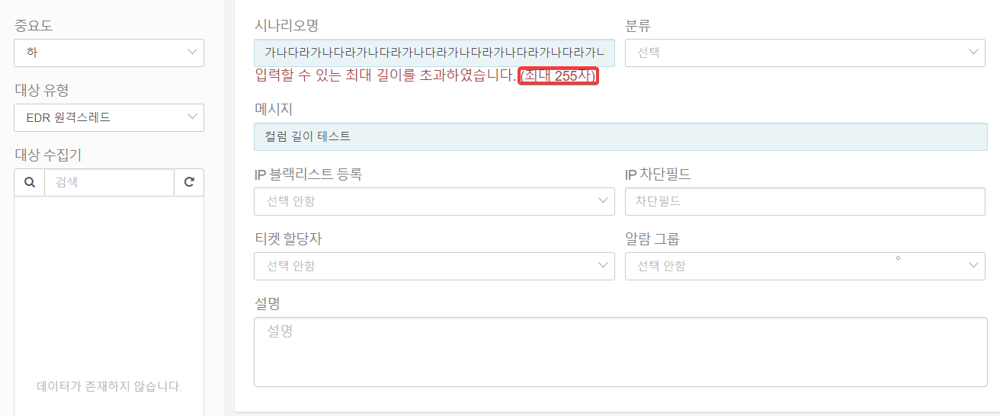 중요도
하
대상 유형
EDR 원격스레드
대상 수집기
검색
데이터가 존재하지 않습니다.
시나리오명
가나다라가나다라가나다라가나다라가나다라가나다라가나다라가나
입력할 수 있는 최대 길이를 초과하였습니다. (최대 255자)
분류
선택
메시지
컬럼 길이 테스트
IP 블랙리스트 등록
선택 안함
IP 차단필드
차단필드
티켓 할당자
선택 안함
알람 그룹
선택 안함
설명
설명